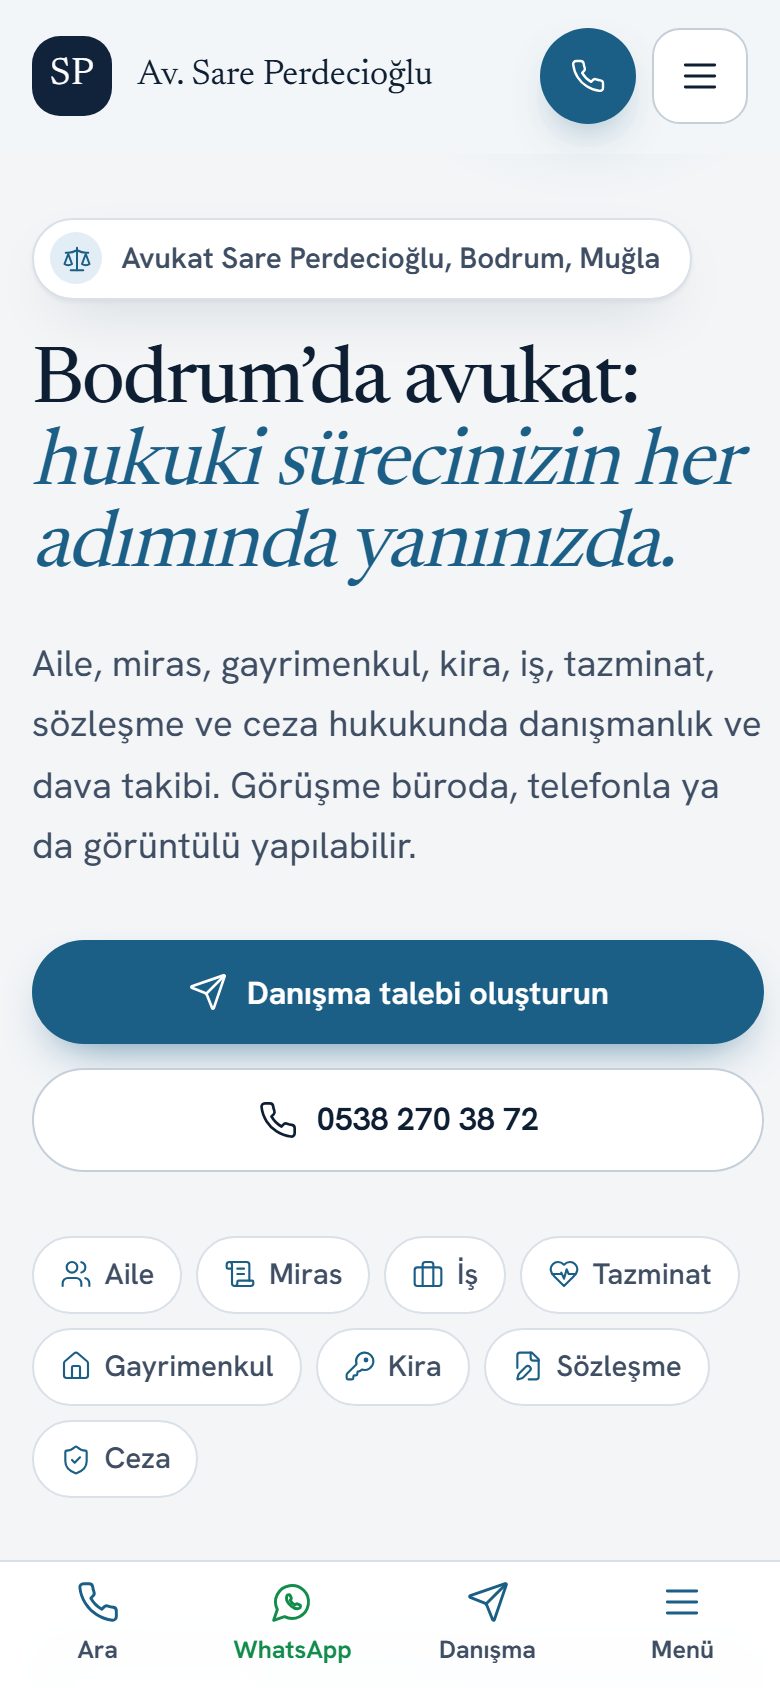 SP
Av. Sare Perdecioğlu
Avukat Sare Perdecioğlu, Bodrum, Muğla
Bodrum’da avukat:
hukuki sürecinizin her
adımında yanınızda.
Aile, miras, gayrimenkul, kira, iş, tazminat,
sözleşme ve ceza hukukunda danışmanlık ve
dava takibi. Görüşme büroda, telefonla ya
da görüntülü yapılabilir.
Danışma talebi oluşturun
0538 270 38 72
Aile Miras İş Tazminat
Gayrimenkul Kira Sözleşme
Ceza
Ara WhatsApp Danışma Menü